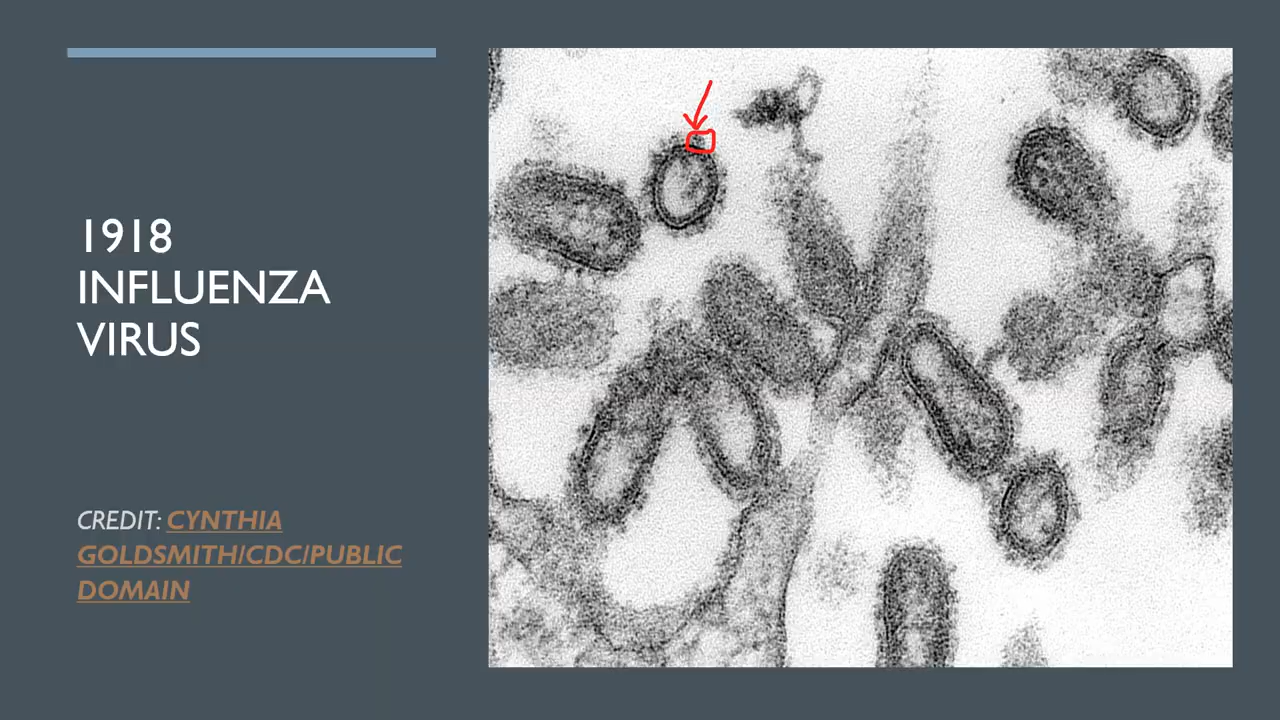 1918
INFLUENZA
VIRUS
CREDIT: CYNTHIA
GOLDSMITH/CDC/PUBLIC
DOMAIN